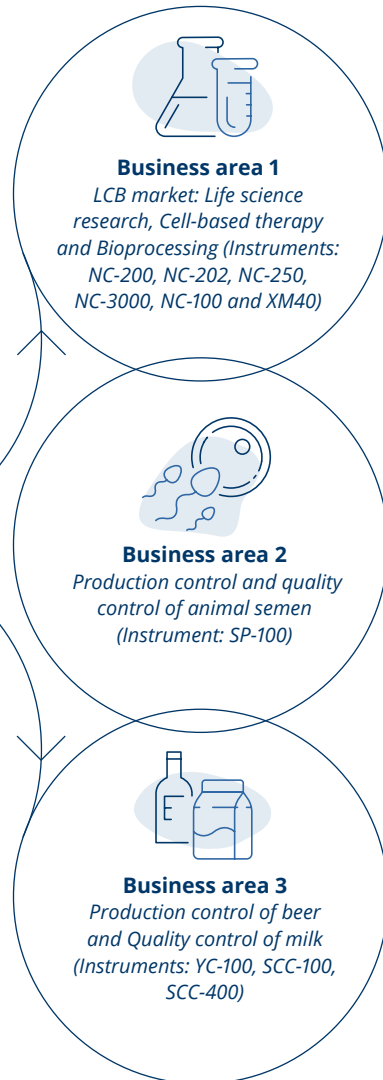 Business area 1
LCB market: Life science
research, Cell-based therapy
and Bioprocessing (Instruments:
NC-200, NC-202, NC-250,
NC-3000, NC-100 and XM40)
Business area 2
Production control and quality
control of animal semen
(Instrument: SP-100)
Business area 3
Production control of beer
and Quality control of milk
(Instruments: YC-100, SCC-100,
SCC-400)